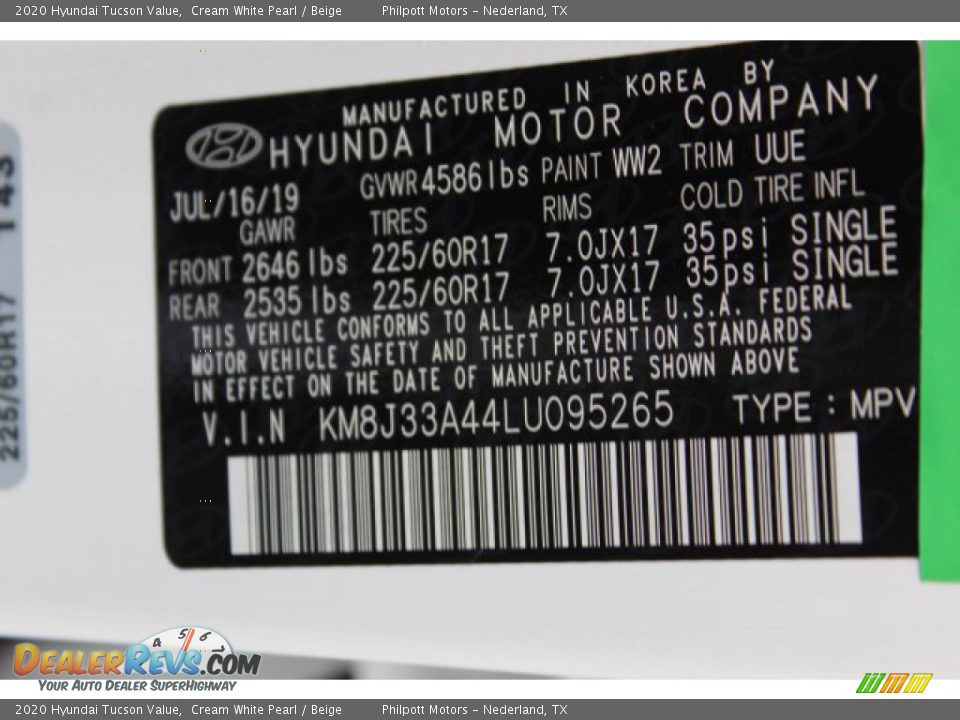 2020 Hyundai Tucson Value, Cream White Pearl / Beige Philpott Motors - Nederland, TX
MANUFACTURED IN KOREA BY
HYUNDAI MOTOR COMPANY
JUL/16/19 GVWR 4586 lbs PAINT WW2 TRIM UUE
GAWR TIRES RIMS COLD TIRE INFL
FRONT 2646 lbs 225/60R17 7.0JX17 35psi SINGLE
REAR 2535 lbs 225/60R17 7.0JX17 35psi SINGLE
THIS VEHICLE CONFORMS TO ALL APPLICABLE U.S.A. FEDERAL
MOTOR VEHICLE SAFETY AND THEFT PREVENTION STANDARDS
IN EFFECT ON THE DATE OF MANUFACTURE SHOWN ABOVE
V.I.N KM8J33A44LU095265 TYPE : MPV
225/60R17 143
4 5 6 7
DEALERREVS.COM
YOUR AUTO DEALER SUPERHIGHWAY
2020 Hyundai Tucson Value, Cream White Pearl / Beige Philpott Motors - Nederland, TX